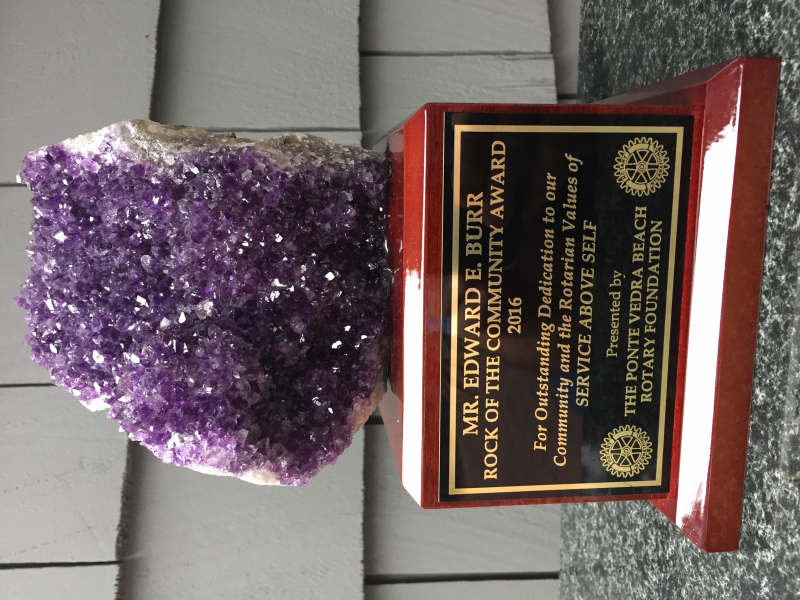 MR. EDWARD E. BURR
ROCK OF THE COMMUNITY AWARD
2016
For Outstanding Dedication to our
Community and the Rotarian Values of
SERVICE ABOVE SELF
Presented by
THE PONTE VEDRA BEACH
ROTARY FOUNDATION